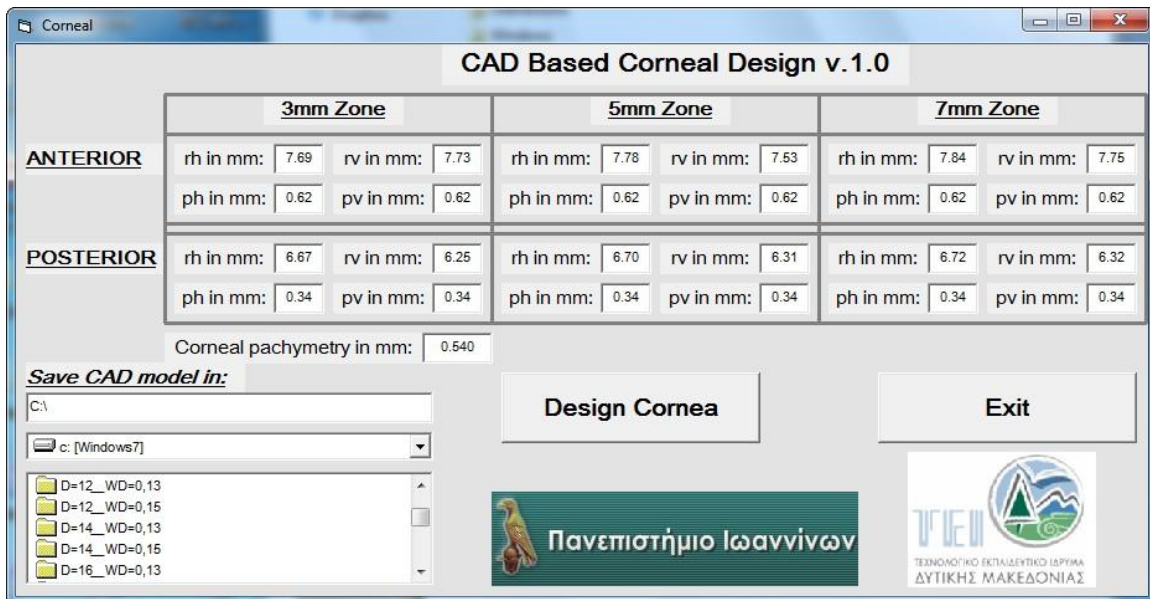 Corneal
CAD Based Corneal Design v.1.0
3mm Zone 5mm Zone 7mm Zone
ANTERIOR rh in mm: 7.69 rv in mm: 7.73 rh in mm: 7.78 rv in mm: 7.53 rh in mm: 7.84 rv in mm: 7.75
ph in mm: 0.62 pv in mm: 0.62 ph in mm: 0.62 pv in mm: 0.62 ph in mm: 0.62 pv in mm: 0.62
POSTERIOR rh in mm: 6.67 rv in mm: 6.25 rh in mm: 6.70 rv in mm: 6.31 rh in mm: 6.72 rv in mm: 6.32
ph in mm: 0.34 pv in mm: 0.34 ph in mm: 0.34 pv in mm: 0.34 ph in mm: 0.34 pv in mm: 0.34
Corneal pachymetry in mm: 0.540
Save CAD model in:
C:\
c: [Windows7]
D=12__WD=0,13
D=12__WD=0,15
D=14__WD=0,13
D=14__WD=0,15
D=16__WD=0,13
Design Cornea
Exit
Πανεπιστήμιο Ιωαννίνων
ΤΕΙ
ΤΕΧΝΟΛΟΓΙΚΟ ΕΚΠΑΙΔΕΥΤΙΚΟ ΙΔΡΥΜΑ
ΔΥΤΙΚΗΣ ΜΑΚΕΔΟΝΙΑΣ